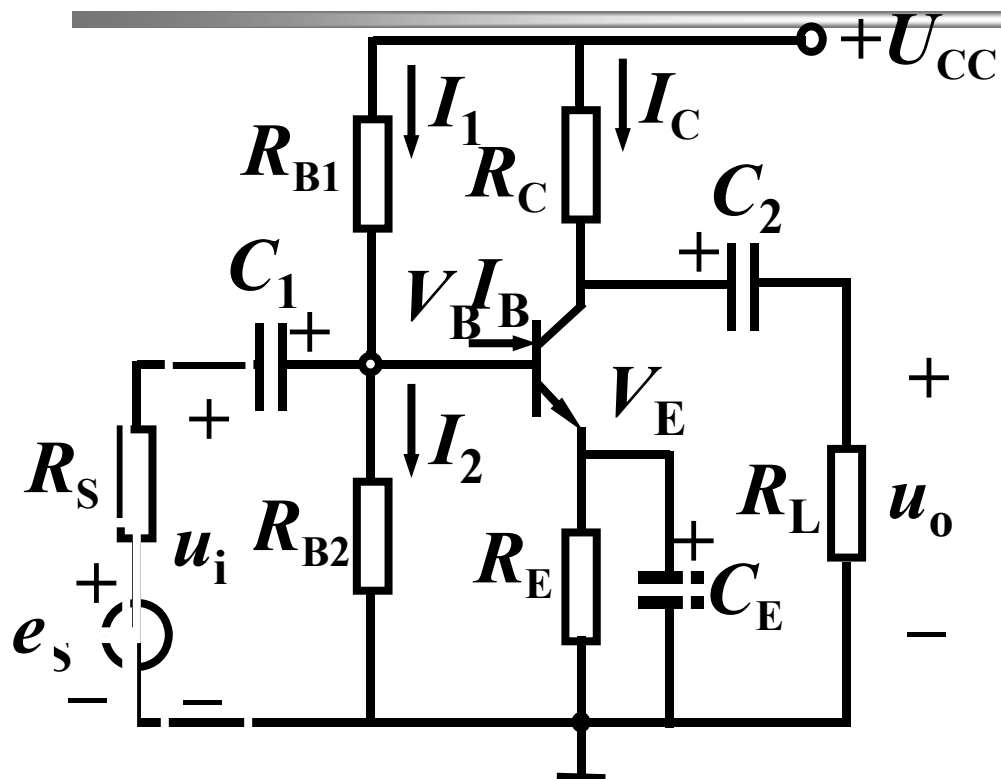 +U_CC
I_1
I_C
R_B1
R_C
C_2
+
C_1
+
V_B
I_B
V_E
+
+
R_S
I_2
R_B2
R_L
u_o
u_i
R_E
+
C_E
+
e_S
−
−
−